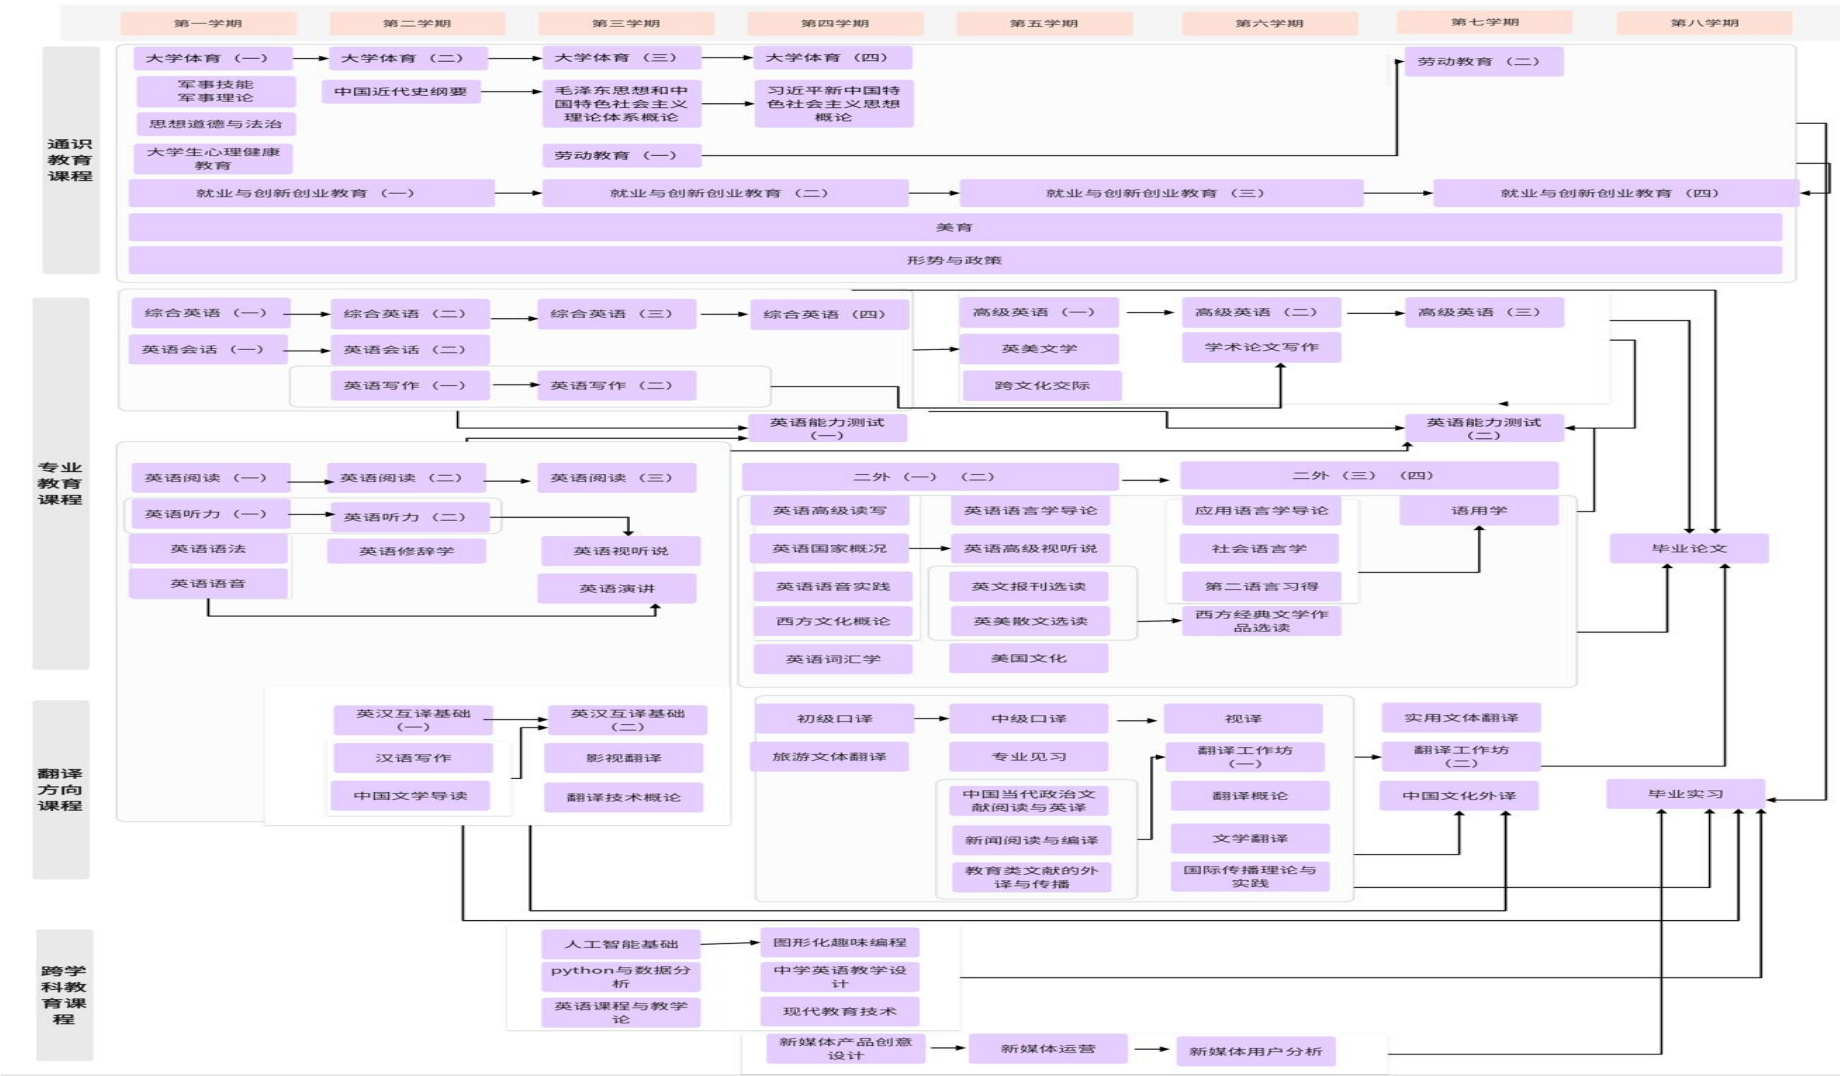 第一学期
第二学期
第三学期
第四学期
第五学期
第六学期
第七学期
第八学期
通识
教育
课程
大学体育（一）
大学体育（二）
大学体育（三）
大学体育（四）
劳动教育（二）
军事技能
军事理论
中国近代史纲要
毛泽东思想和中
国特色社会主义
理论体系概论
习近平新中国特
色社会主义思想
概论
思想道德与法治
大学生心理健康
教育
劳动教育（一）
就业与创新创业教育（一）
就业与创新创业教育（二）
就业与创新创业教育（三）
就业与创新创业教育（四）
美育
形势与政策
专业
教育
课程
综合英语（一）
综合英语（二）
综合英语（三）
综合英语（四）
高级英语（一）
高级英语（二）
高级英语（三）
英语会话（一）
英语会话（二）
英美文学
学术论文写作
英语写作（一）
英语写作（二）
跨文化交际
英语能力测试
（一）
英语能力测试
（二）
英语阅读（一）
英语阅读（二）
英语阅读（三）
二外（一）（二）
二外（三）（四）
英语听力（一）
英语听力（二）
英语高级读写
英语语言学导论
应用语言学导论
语用学
英语语法
英语修辞学
英语视听说
英语国家概况
英语高级视听说
社会语言学
毕业论文
英语语音
英语演讲
英语语音实践
英文报刊选读
第二语言习得
西方文化概论
英美散文选读
西方经典文学作
品选读
英语词汇学
美国文化
翻译
方向
课程
英汉互译基础
（一）
英汉互译基础
（二）
初级口译
中级口译
视译
实用文体翻译
汉语写作
影视翻译
旅游文体翻译
专业见习
翻译工作坊
（一）
翻译工作坊
（二）
中国文学导读
翻译技术概论
中国当代政治文
献阅读与英译
翻译概论
中国文化外译
毕业实习
新闻阅读与编译
文学翻译
教育类文献的外
译与传播
国际传播理论与
实践
跨学
科教
育课
程
人工智能基础
图形化趣味编程
python与数据分
析
中学英语教学设
计
英语课程与教学
论
现代教育技术
新媒体产品创意
设计
新媒体运营
新媒体用户分析